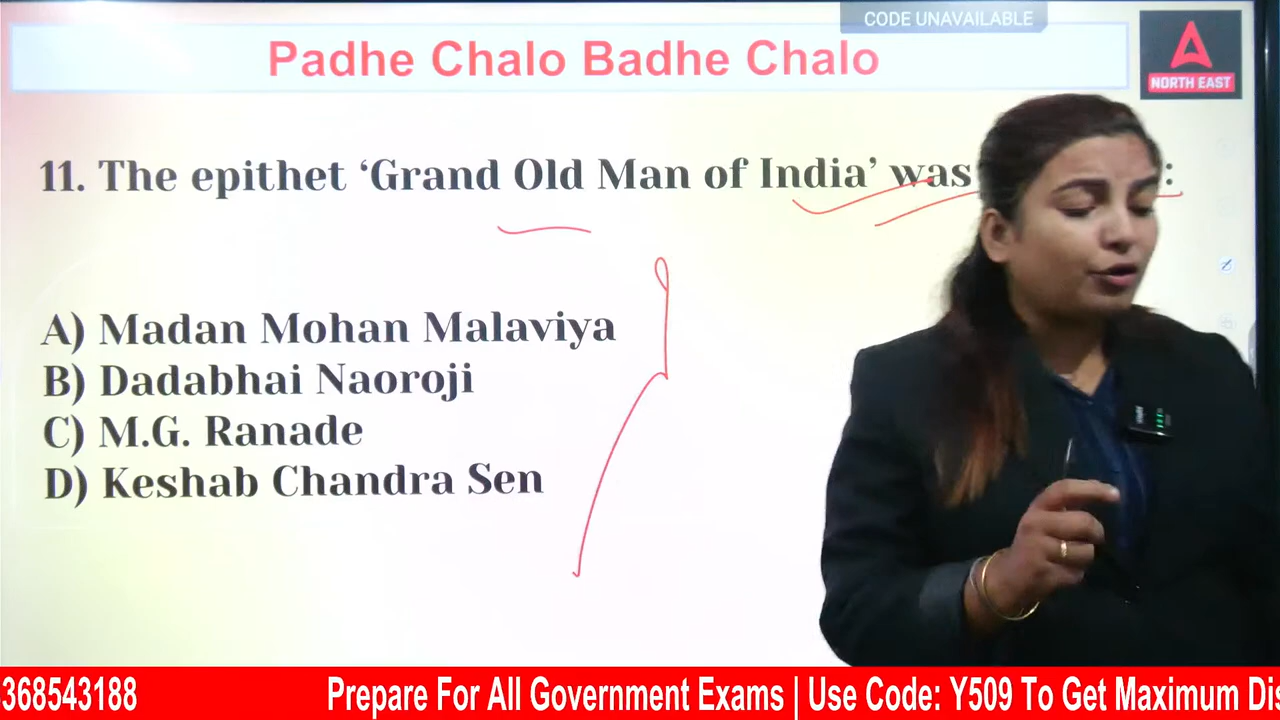 CODE UNAVAILABLE
Padhe Chalo Badhe Chalo
NORTH EAST
11. The epithet ‘Grand Old Man of India’ was :
A) Madan Mohan Malaviya
B) Dadabhai Naoroji
C) M.G. Ranade
D) Keshab Chandra Sen
368543188 Prepare For All Government Exams | Use Code: Y509 To Get Maximum Dis